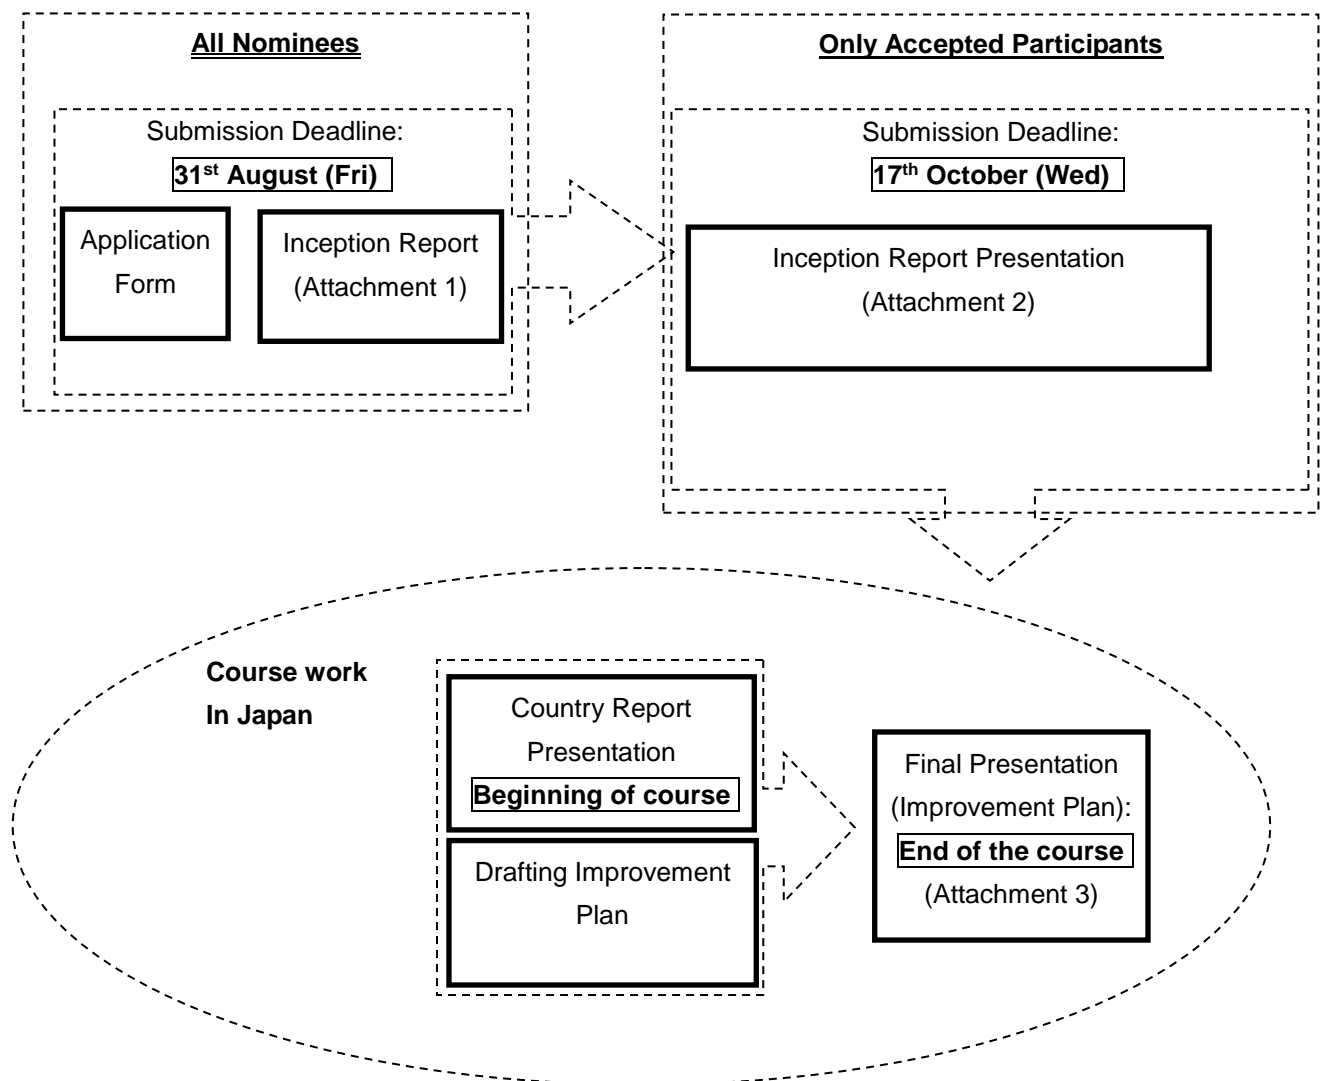 All Nominees
Submission Deadline:
31st August (Fri)
Application
Form
Inception Report
(Attachment 1)
Only Accepted Participants
Submission Deadline:
17th October (Wed)
Inception Report Presentation
(Attachment 2)
Course work
In Japan
Country Report
Presentation
Beginning of course
Drafting Improvement
Plan
Final Presentation
(Improvement Plan):
End of the course
(Attachment 3)